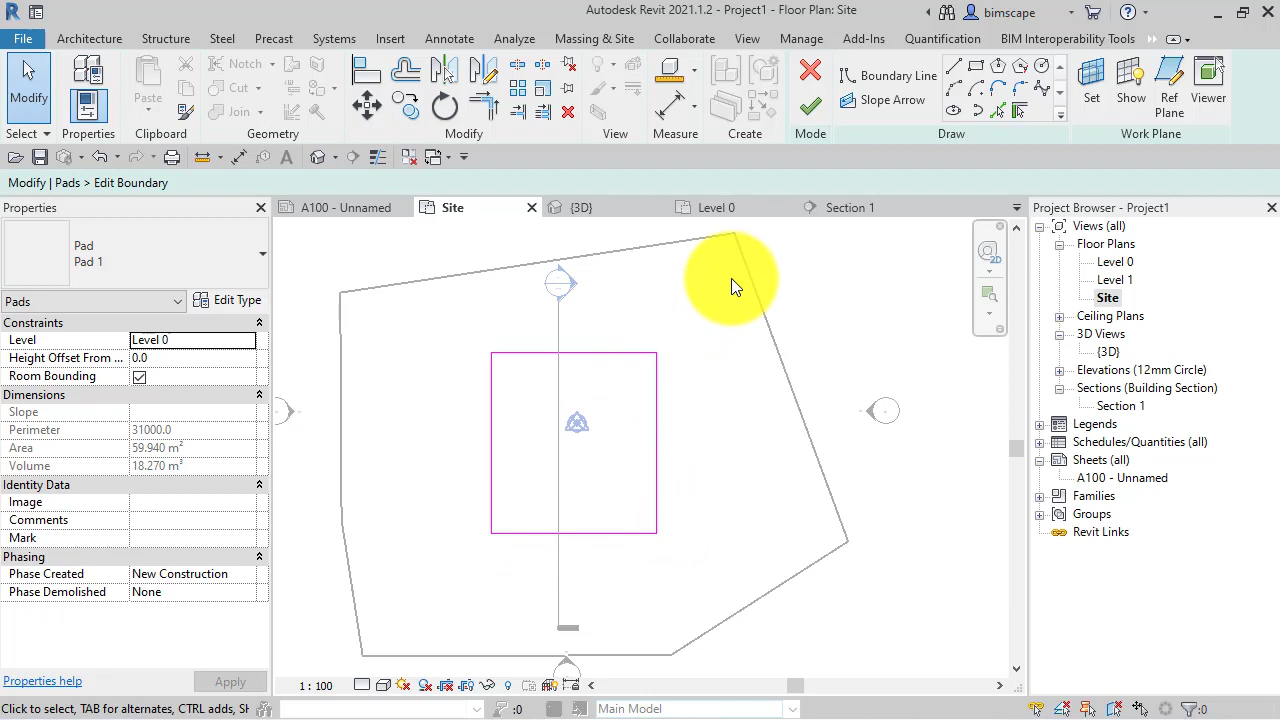 Autodesk Revit 2021.1.2 - Project1 - Floor Plan: Site
bimscape
File
Architecture
Structure
Steel
Precast
Systems
Insert
Annotate
Analyze
Massing & Site
Collaborate
View
Manage
Add-Ins
Quantification
BIM Interoperability Tools
Modify
Paste
Notch
Cut
Join
Boundary Line
Slope Arrow
Set
Show
Ref
Plane
Viewer
Select
Properties
Clipboard
Geometry
Modify
View
Measure
Create
Mode
Draw
Work Plane
Modify | Pads > Edit Boundary
Properties
Pad
Pad 1
Pads
Edit Type
Constraints
Level
Level 0
Height Offset From ...
0.0
Room Bounding
Dimensions
Slope
Perimeter
31000.0
Area
59.940 m²
Volume
18.270 m³
Identity Data
Image
Comments
Mark
Phasing
Phase Created
New Construction
Phase Demolished
None
Properties help
Apply
A100 - Unnamed
Site
{3D}
Level 0
Section 1
2D
1 : 100
Project Browser - Project1
Views (all)
Floor Plans
Level 0
Level 1
Site
Ceiling Plans
3D Views
{3D}
Elevations (12mm Circle)
Sections (Building Section)
Section 1
Legends
Schedules/Quantities (all)
Sheets (all)
A100 - Unnamed
Families
Groups
Revit Links
Click to select, TAB for alternates, CTRL adds, SH
:0
Main Model
:0